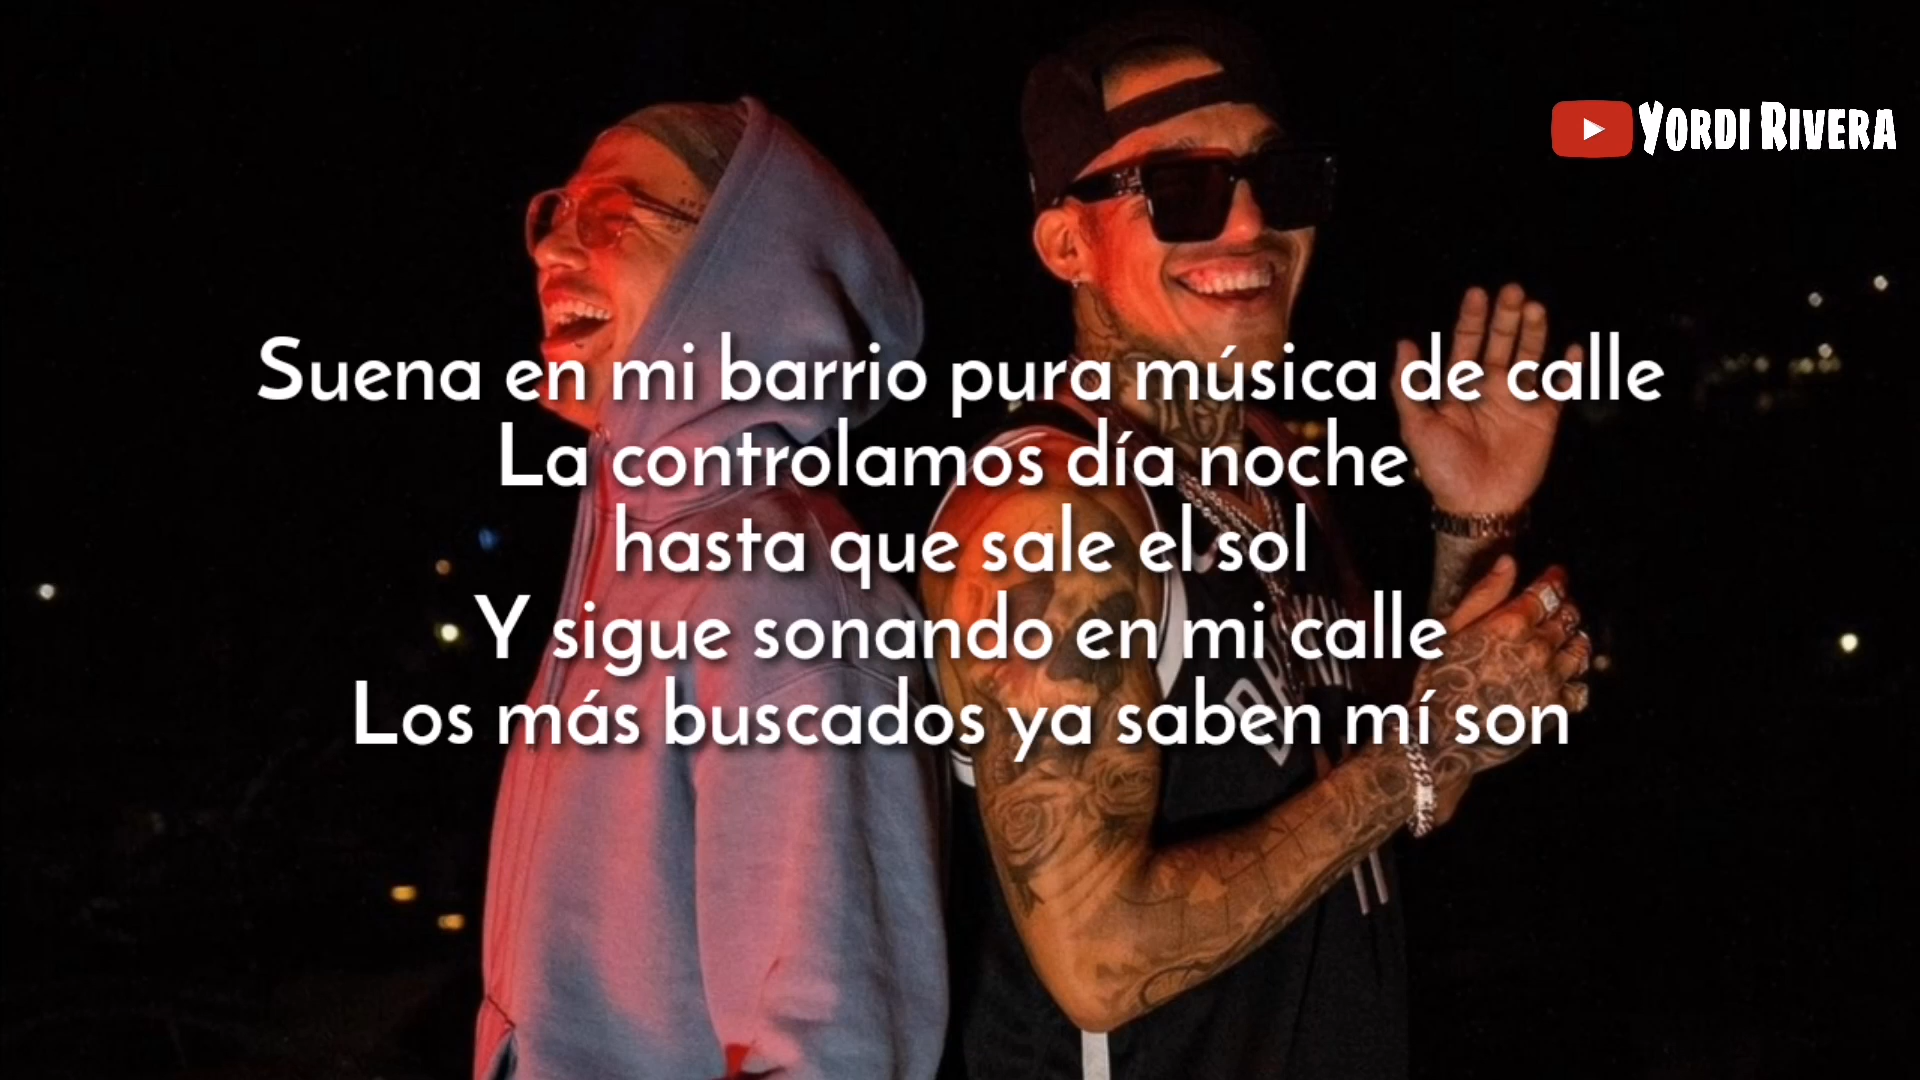 YORDI RIVERA
Suena en mi barrio pura música de calle
La controlamos día noche
hasta que sale el sol
Y sigue sonando en mi calle
Los más buscados ya saben mí son